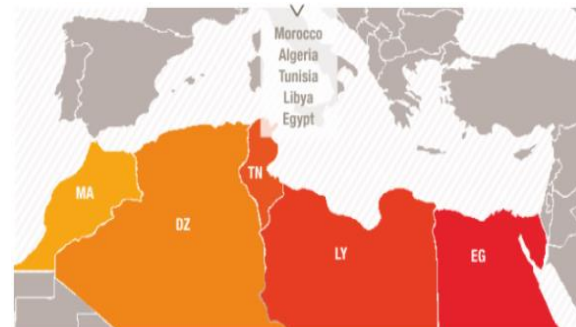 Morocco
Algeria
Tunisia
Libya
Egypt
MA
DZ
TN
LY
EG